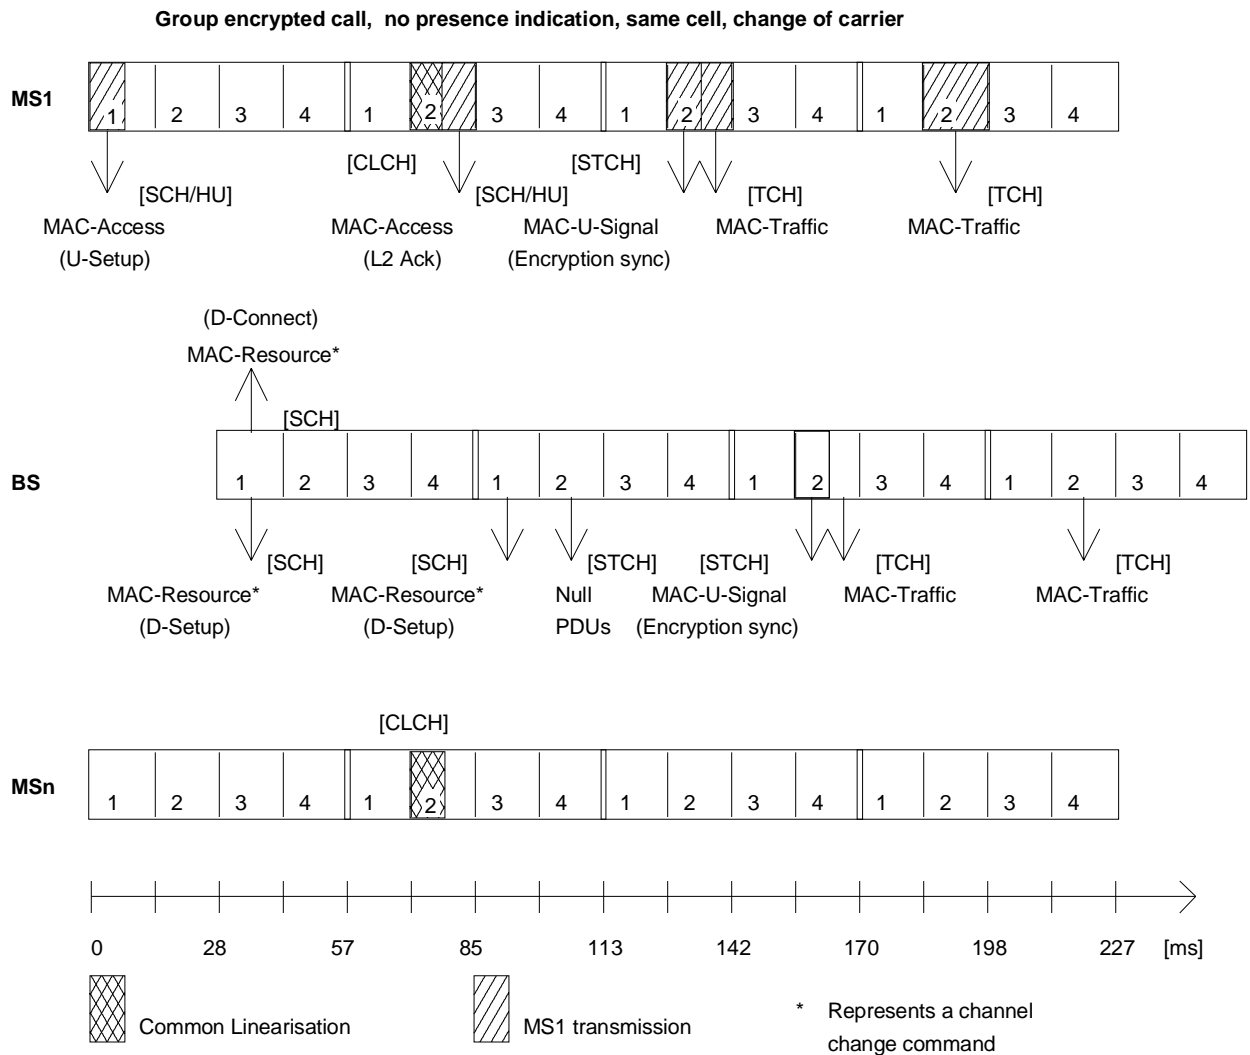 Group encrypted call, no presence indication, same cell, change of carrier
MS1
1 2 3 4 1 2 3 4 1 2 3 4 1 2 3 4
[CLCH] [STCH]
[SCH/HU] [SCH/HU] [TCH] [TCH]
MAC-Access MAC-Access MAC-U-Signal MAC-Traffic MAC-Traffic
(U-Setup) (L2 Ack) (Encryption sync)
(D-Connect)
MAC-Resource*
[SCH]
BS
1 2 3 4 1 2 3 4 1 2 3 4 1 2 3 4
[SCH] [SCH] [STCH] [STCH] [TCH] [TCH]
MAC-Resource* MAC-Resource* Null MAC-U-Signal MAC-Traffic MAC-Traffic
(D-Setup) (D-Setup) PDUs (Encryption sync)
[CLCH]
MSn
1 2 3 4 1 2 3 4 1 2 3 4 1 2 3 4
0 28 57 85 113 142 170 198 227 [ms]
Common Linearisation MS1 transmission * Represents a channel
change command